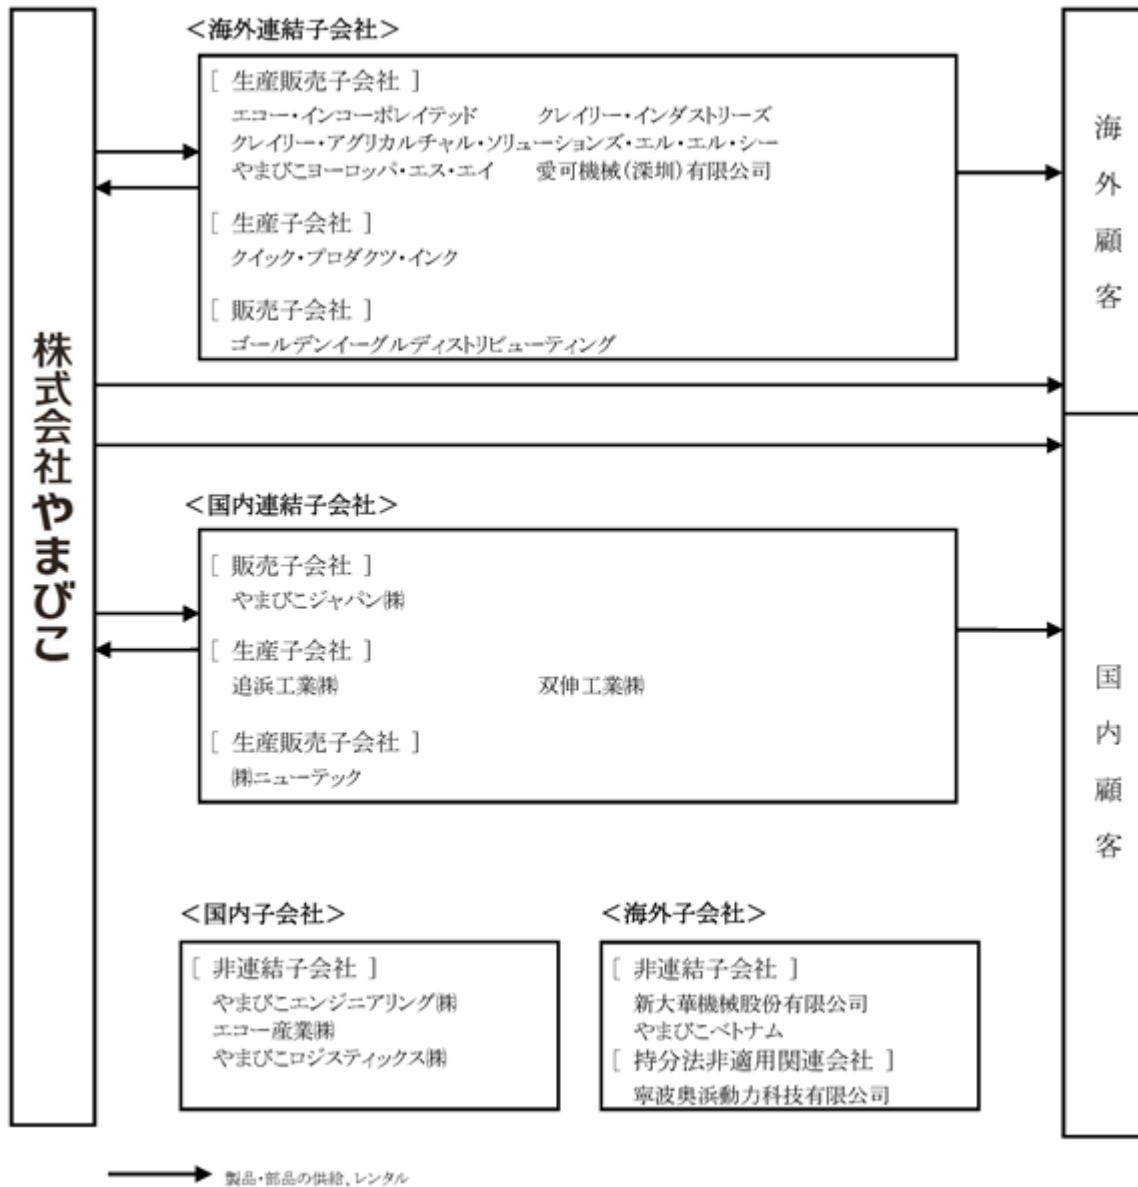 株式会社やまびこ
＜海外連結子会社＞
[ 生産販売子会社 ]
エコー・インコーポレイテッド　クレイリー・インダストリーズ
クレイリー・アグリカルチャル・ソリューションズ・エル・エル・シー
やまびこヨーロッパ・エス・エイ　愛可機械(深圳)有限公司
[ 生産子会社 ]
クイック・プロダクツ・インク
[ 販売子会社 ]
ゴールデンイーグルディストリビューティング
海外顧客
＜国内連結子会社＞
[ 販売子会社 ]
やまびこジャパン㈱
[ 生産子会社 ]
追浜工業㈱　双伸工業㈱
[ 生産販売子会社 ]
㈱ニューテック
国内顧客
＜国内子会社＞
[ 非連結子会社 ]
やまびこエンジニアリング㈱
エコー産業㈱
やまびこロジスティックス㈱
＜海外子会社＞
[ 非連結子会社 ]
新大華機械股份有限公司
やまびこベトナム
[ 持分法非適用関連会社 ]
寧波奥浜動力科技有限公司
製品・部品の供給、レンタル